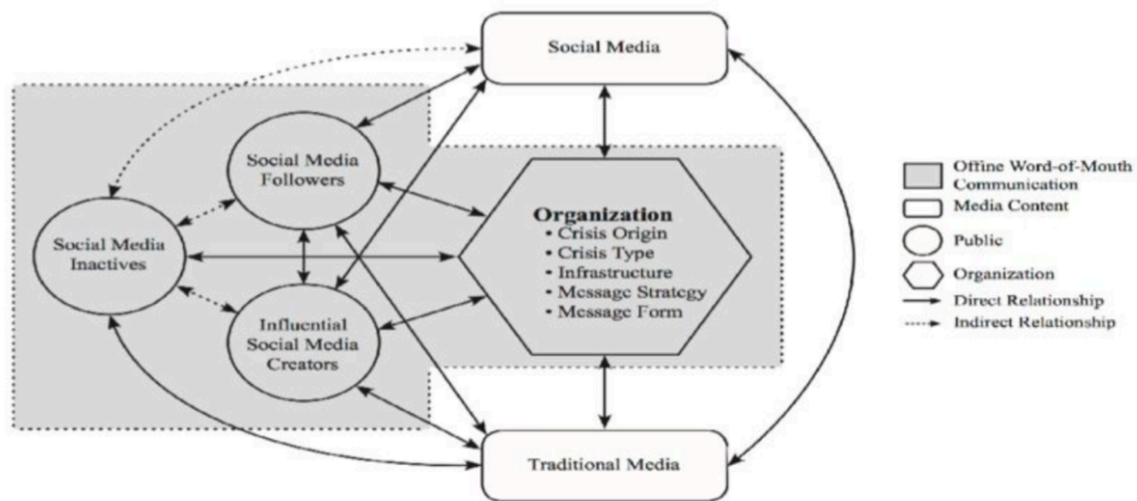 Social Media
Social Media
Followers
Social Media
Inactives
Influential
Social Media
Creators
Organization
• Crisis Origin
• Crisis Type
• Infrastructure
• Message Strategy
• Message Form
Traditional Media
Offine Word-of-Mouth
Communication
Media Content
Public
Organization
Direct Relationship
Indirect Relationship